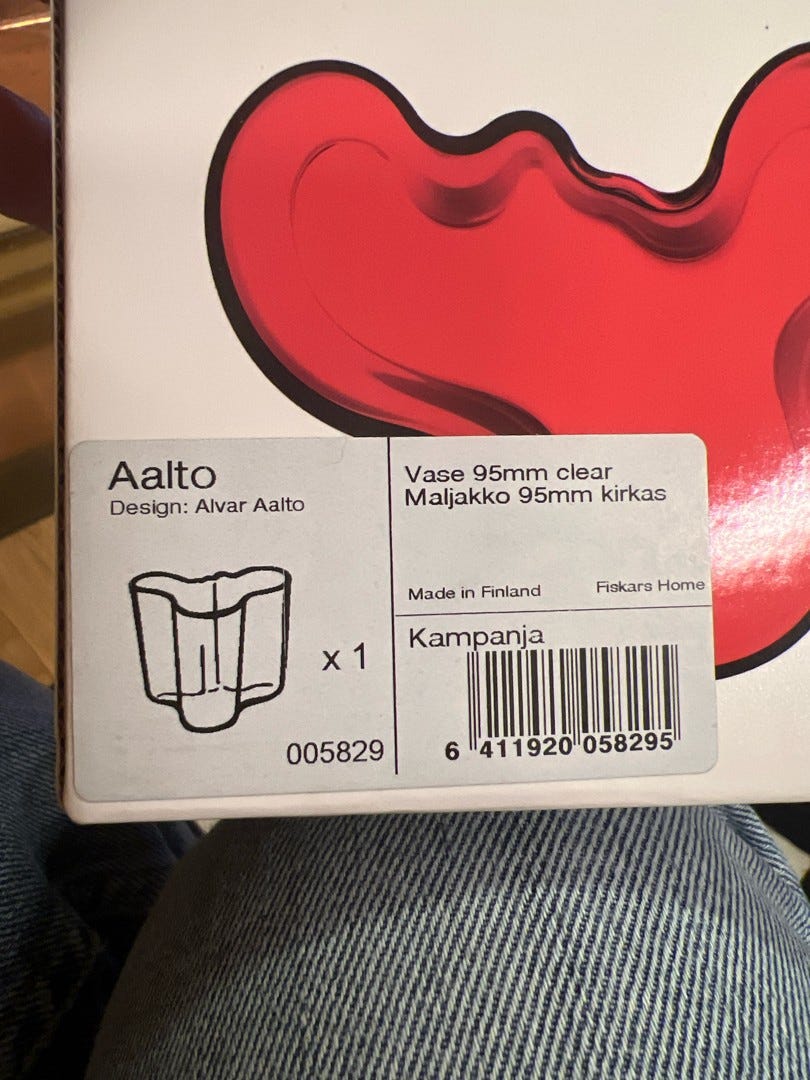 Aalto
Design: Alvar Aalto
x 1
005829
Vase 95mm clear
Maljakko 95mm kirkas
Made in Finland Fiskars Home
Kampanja
6 411920 058295